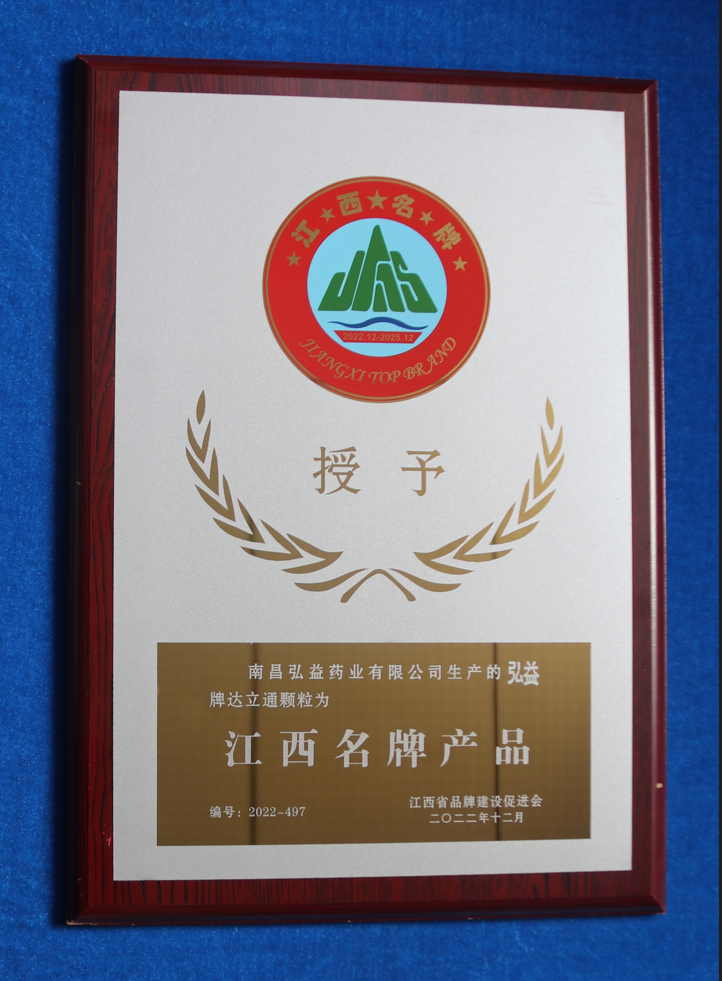 江★西★名★牌
JFMS
2022.12-2025.12
JIANGXI TOP BRAND
授予
南昌弘益药业有限公司生产的弘益
牌达立通颗粒为
江西名牌产品
编号：2022-497
江西省品牌建设促进会
二〇二二年十二月